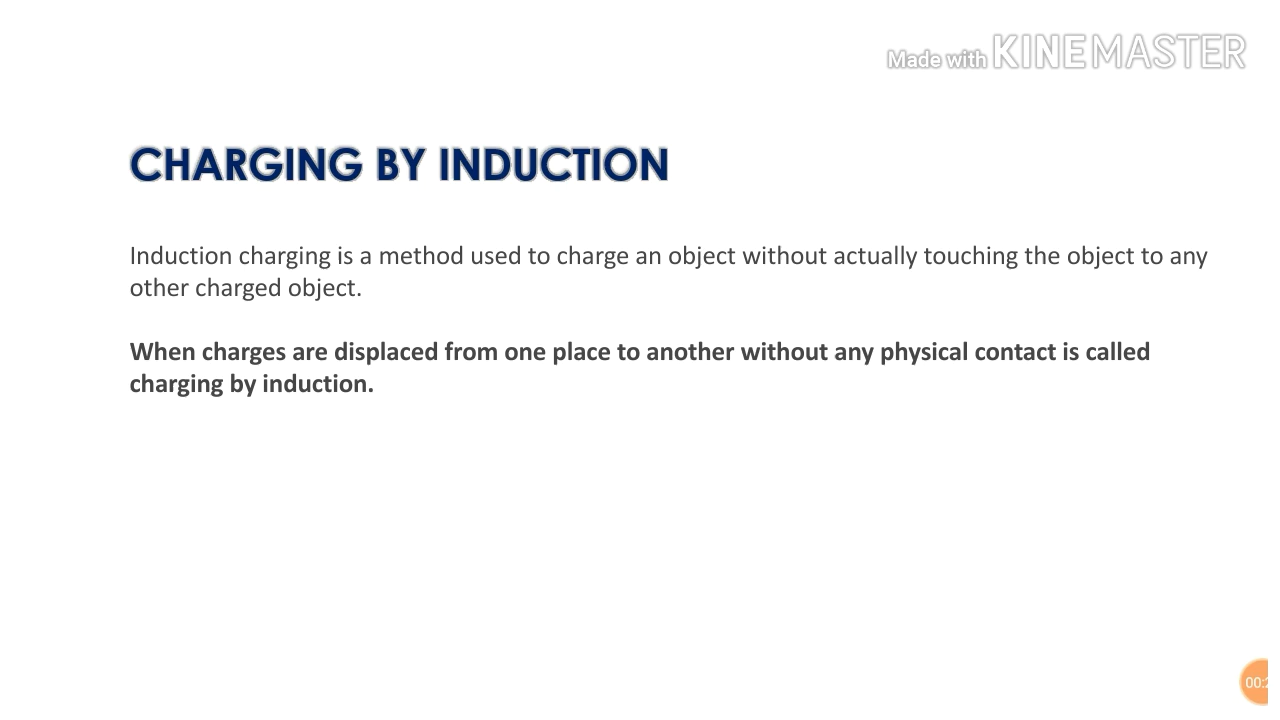 Made with KINEMASTER
CHARGING BY INDUCTION
Induction charging is a method used to charge an object without actually touching the object to any
other charged object.
When charges are displaced from one place to another without any physical contact is called
charging by induction.